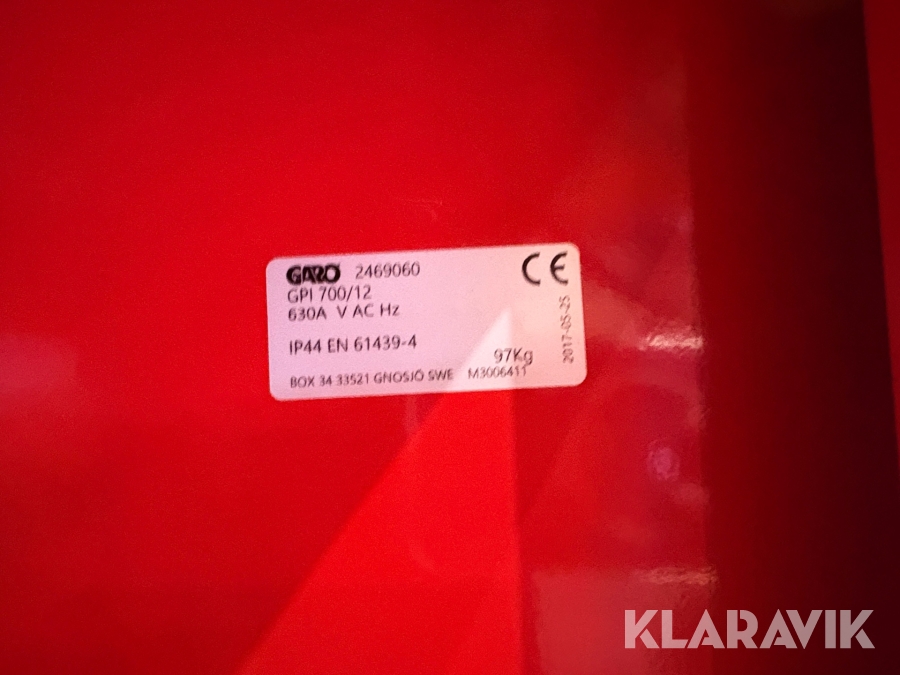 GARO 2469060
GPI 700/12
630A V AC Hz
IP44 EN 61439-4
97Kg
BOX 34 33521 GNOSJÖ SWE M3006411
CE
2017-05-25
KLARAVIK